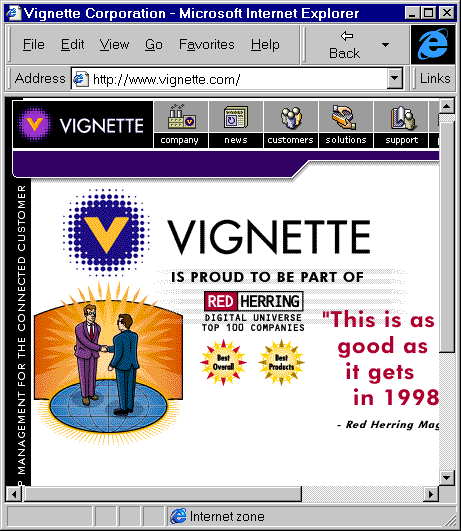 Vignette Corporation - Microsoft Internet Explorer
File Edit View Go Favorites Help
Back
Address http://www.vignette.com/ Links
VIGNETTE
company news customers solutions support
VIGNETTE
IS PROUD TO BE PART OF
RED HERRING
DIGITAL UNIVERSE
TOP 100 COMPANIES
Best Overall
Best Products
"This is as
good as
it gets
in 1998
- Red Herring Mag
P MANAGEMENT FOR THE CONNECTED CUSTOMER
Internet zone